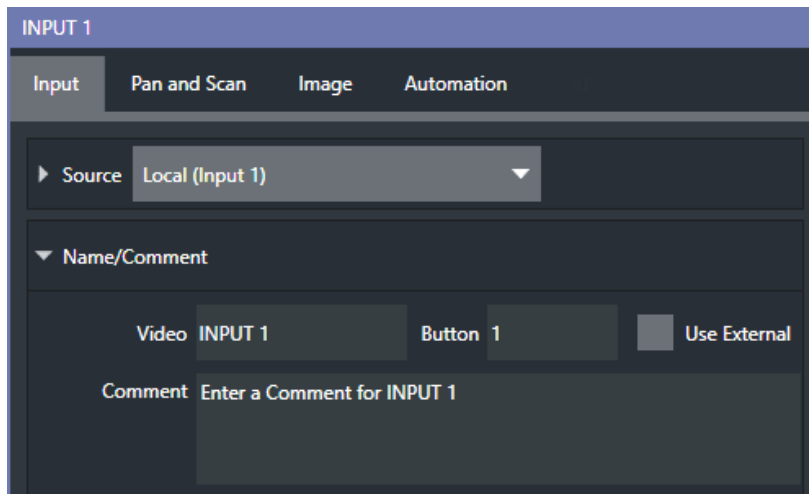 INPUT 1
Input Pan and Scan Image Automation
Source Local (Input 1)
Name/Comment
Video INPUT 1 Button 1 Use External
Comment Enter a Comment for INPUT 1